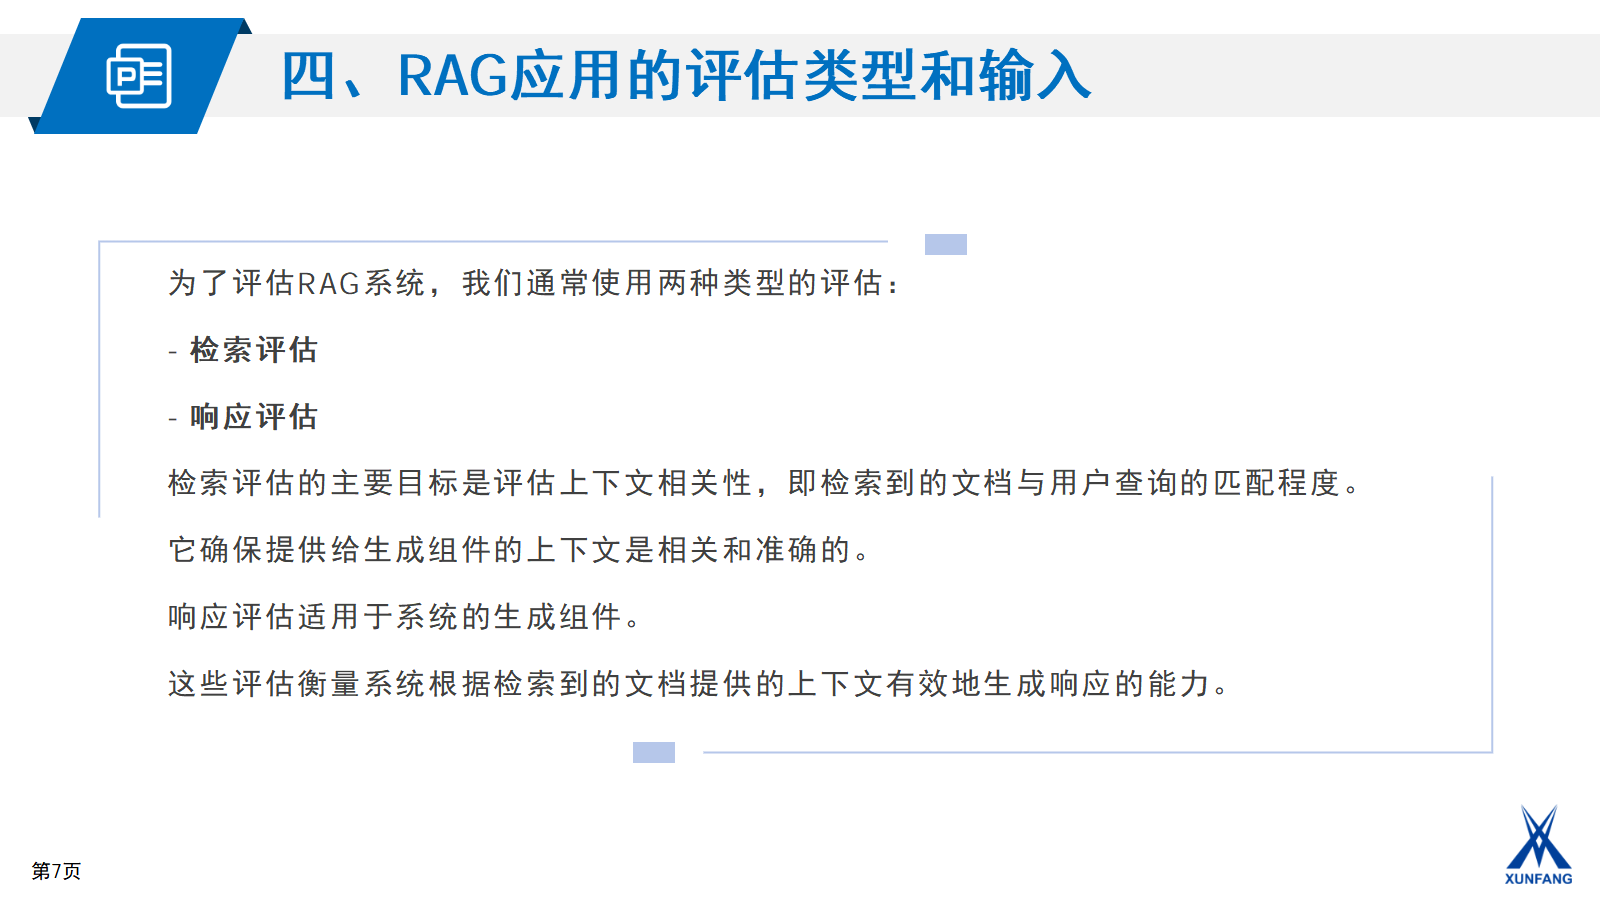 四、RAG应用的评估类型和输入
为了评估RAG系统，我们通常使用两种类型的评估：
- 检索评估
- 响应评估
检索评估的主要目标是评估上下文相关性，即检索到的文档与用户查询的匹配程度。
它确保提供给生成组件的上下文是相关和准确的。
响应评估适用于系统的生成组件。
这些评估衡量系统根据检索到的文档提供的上下文有效地生成响应的能力。
第7页
XUNFANG